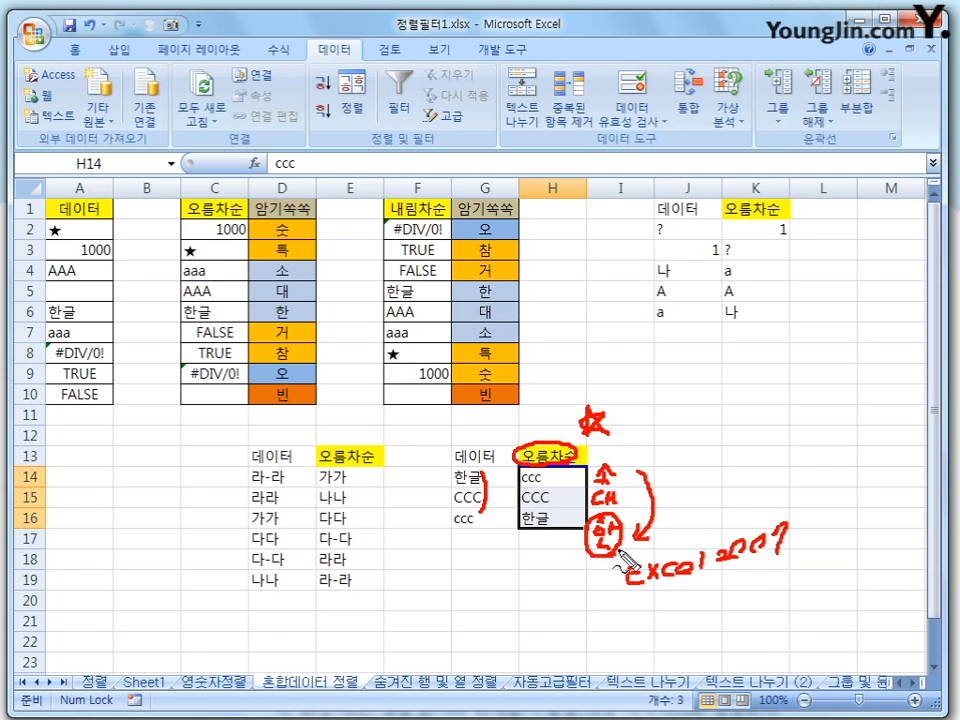 정렬필터1.xlsx - Microsoft Excel
YoungJin.com Y.
홈 삽입 페이지 레이아웃 수식 데이터 검토 보기 개발 도구
Access 웹 텍스트 기타 원본 기존 연결
모두 새로 고침 연결 속성 연결 편집
정렬 필터 지우기 다시 적용 고급
텍스트 나누기 중복된 항목 제거 데이터 유효성 검사 통합 가상 분석
그룹 그룹 해제 부분합
외부 데이터 가져오기 연결 정렬 및 필터 데이터 도구 윤곽선
H14 fx ccc
A B C D E F G H I J K L M
1 데이터 오름차순 암기쏙쏙 내림차순 암기쏙쏙 데이터 오름차순
2 ★ 1000 숫 #DIV/0! 오 ? 1
3 1000 ★ 특 TRUE 참 1 ?
4 AAA aaa 소 FALSE 거 나 a
5 AAA 대 한글 한 A A
6 한글 한글 한 AAA 대 a 나
7 aaa FALSE 거 aaa 소
8 #DIV/0! TRUE 참 ★ 특
9 TRUE #DIV/0! 오 1000 숫
10 FALSE 빈 빈
11
12
13 데이터 오름차순 데이터 오름차순
14 라-라 가가 한글 ccc
15 라라 나나 CCC CCC
16 가가 다다 ccc 한글
17 다다 다-다
18 다-다 라라
19 나나 라-라
20
21
22
23
소
대
한
Excel 2007
정렬 Sheet1 영숫자정렬 혼합데이터 정렬 숨겨진 행 및 열 정렬 자동고급필터 텍스트 나누기 텍스트 나누기 (2) 그룹 및 윤
준비 Num Lock 개수: 3 100%